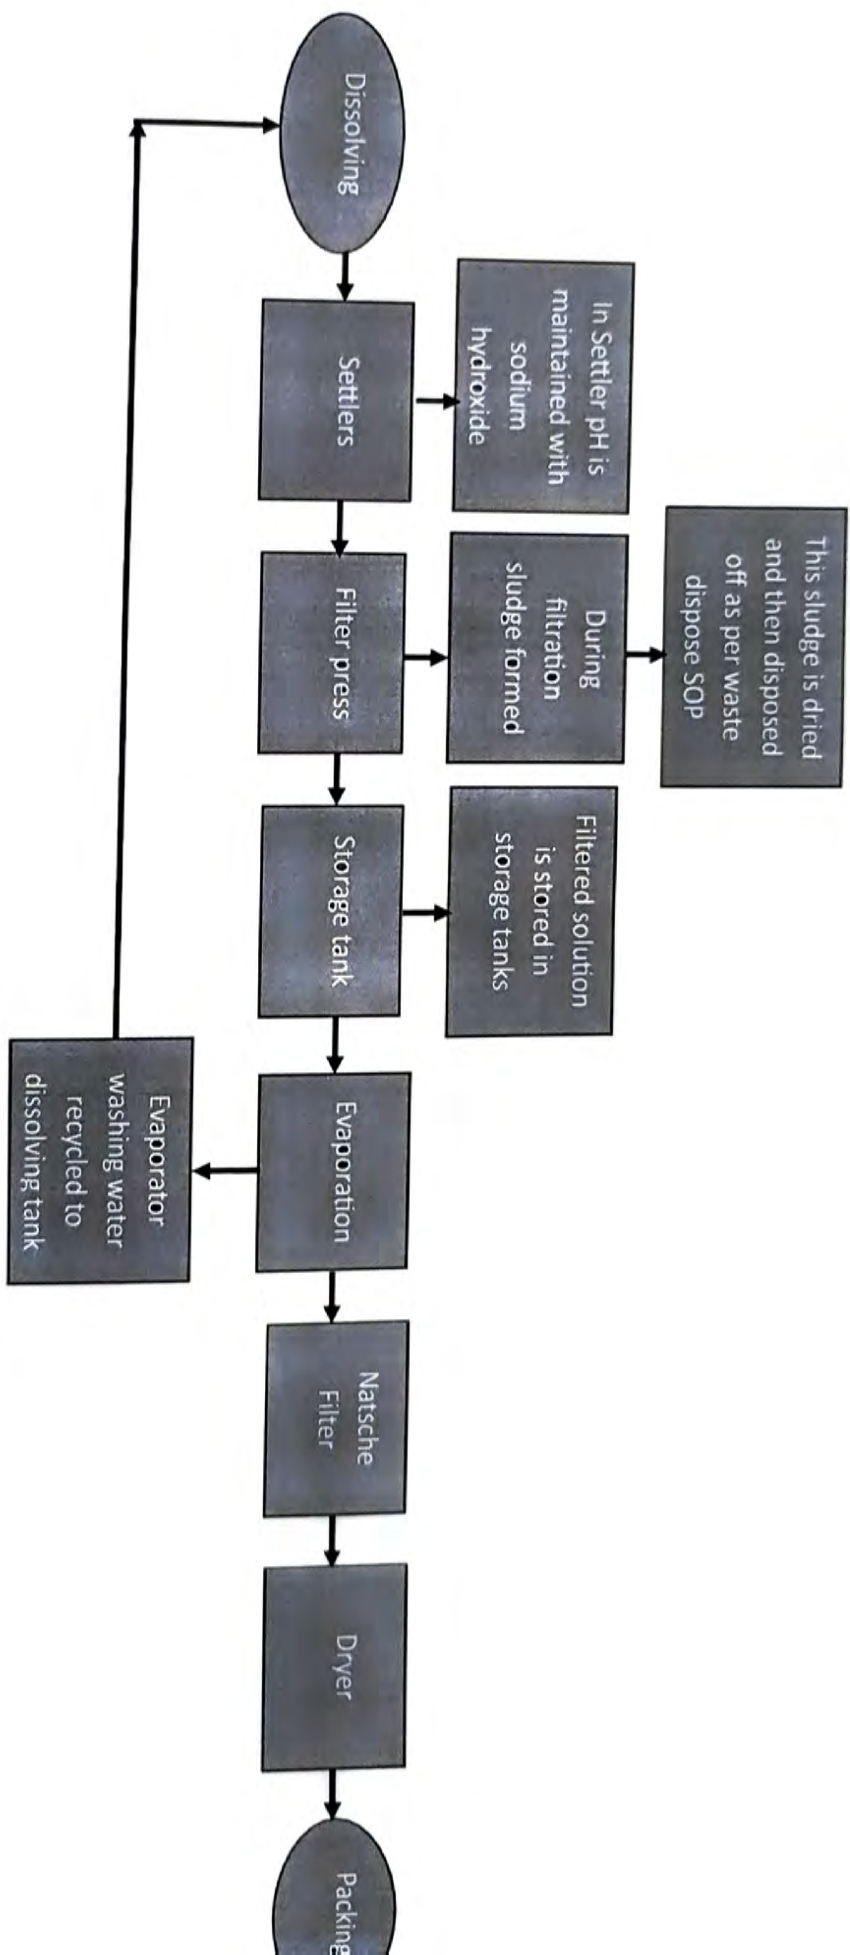 This sludge is dried
and then disposed
off as per waste
dispose SOP
In Settler pH is
maintained with
sodium
hydroxide
During
filtration
sludge formed
Filtered solution
is stored in
storage tanks
Dissolving
Settlers
Filter press
Storage tank
Evaporation
Natsche
Filter
Dryer
Packing
Evaporator
washing water
recycled to
dissolving tank